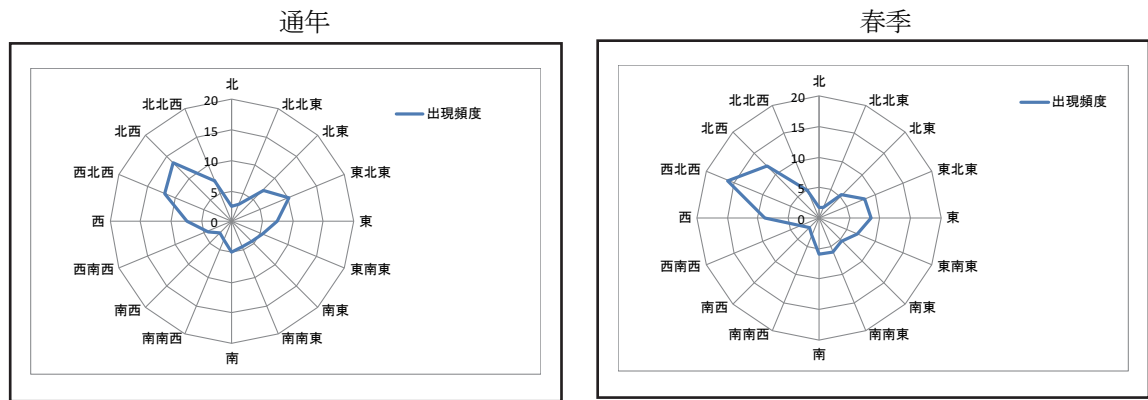 通年
北
北北東
北東
東北東
東
東南東
南東
南南東
南
南南西
南西
西南西
西
西北西
北西
北北西
20
15
10
5
0
出現頻度
春季
北
北北東
北東
東北東
東
東南東
南東
南南東
南
南南西
南西
西南西
西
西北西
北西
北北西
20
15
10
5
0
出現頻度